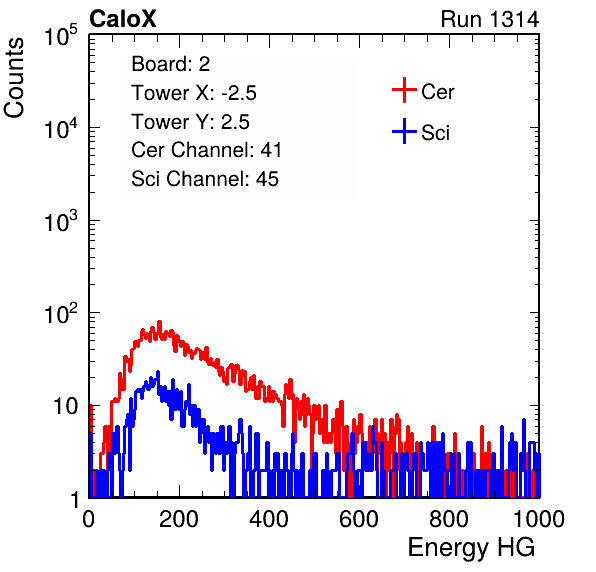 CaloX Run 1314
Board: 2
Tower X: -2.5
Tower Y: 2.5
Cer Channel: 41
Sci Channel: 45
Cer
Sci
Counts
10^5
10^4
10^3
10^2
10
1
0 200 400 600 800 1000
Energy HG